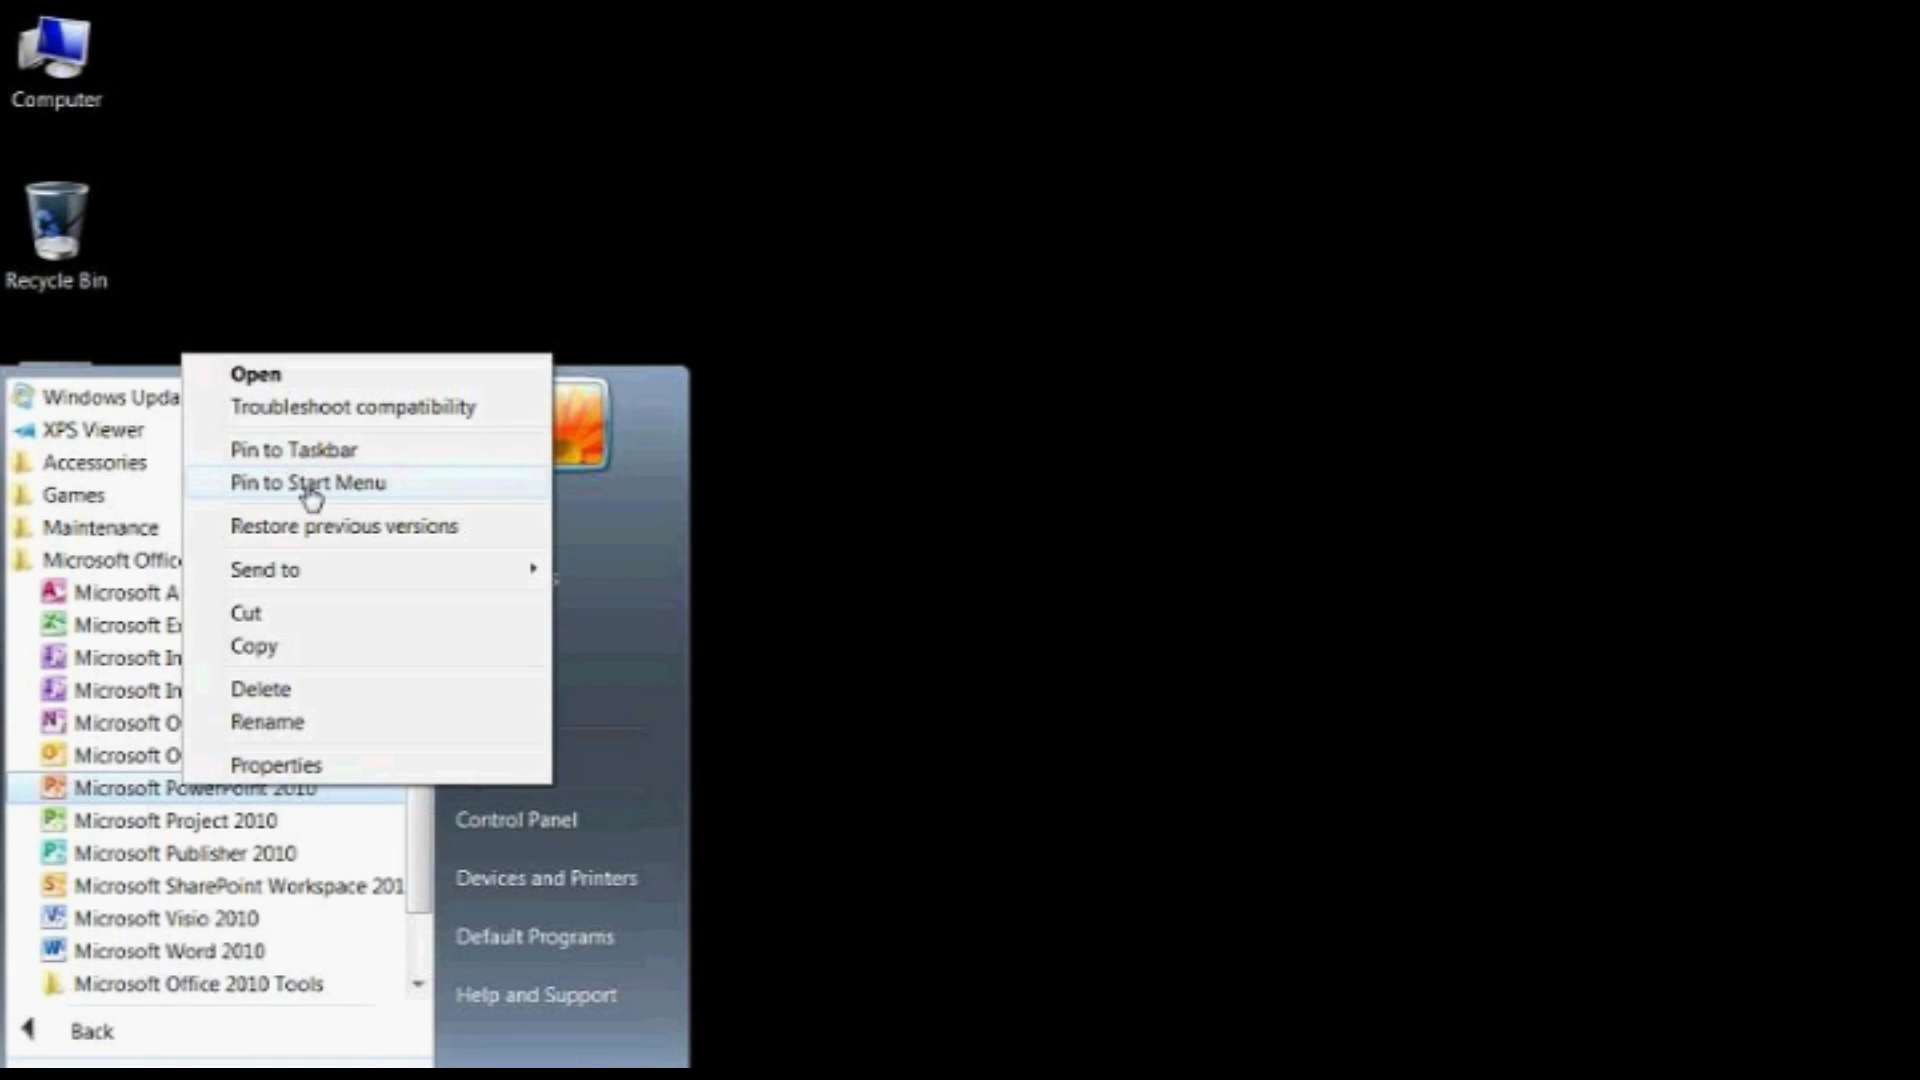 Computer
Recycle Bin
Open
Troubleshoot compatibility
Pin to Taskbar
Pin to Start Menu
Restore previous versions
Send to
Cut
Copy
Delete
Rename
Properties
Windows Upda
XPS Viewer
Accessories
Games
Maintenance
Microsoft Offic
Microsoft A
Microsoft Ex
Microsoft In
Microsoft In
Microsoft O
Microsoft O
Microsoft PowerPoint 2010
Microsoft Project 2010
Microsoft Publisher 2010
Microsoft SharePoint Workspace 201
Microsoft Visio 2010
Microsoft Word 2010
Microsoft Office 2010 Tools
Back
Control Panel
Devices and Printers
Default Programs
Help and Support